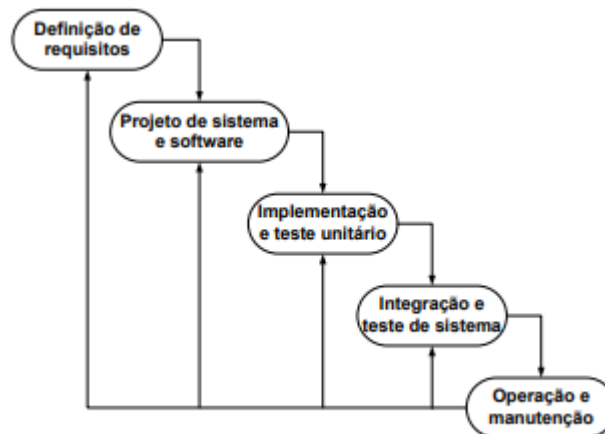 Definição de
requisitos
Projeto de sistema
e software
Implementação
e teste unitário
Integração e
teste de sistema
Operação e
manutenção